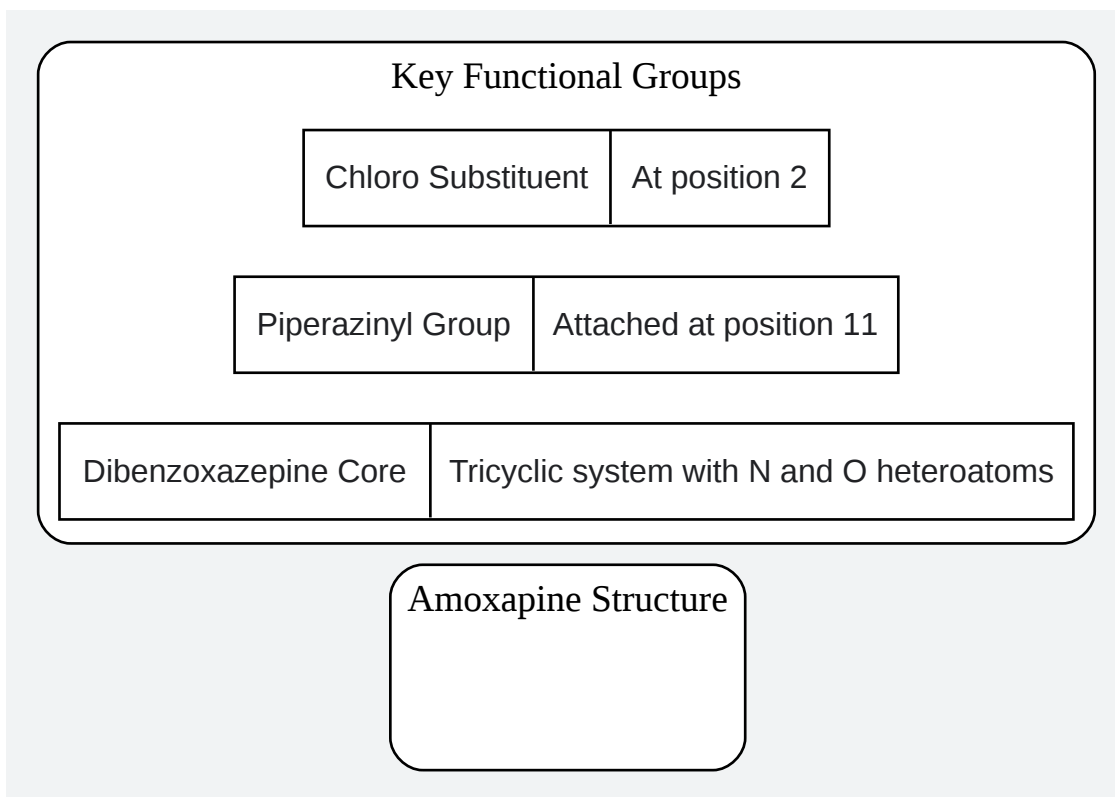 Key Functional Groups
Chloro Substituent At position 2
Piperazinyl Group Attached at position 11
Dibenzoxazepine Core Tricyclic system with N and O heteroatoms
Amoxapine Structure